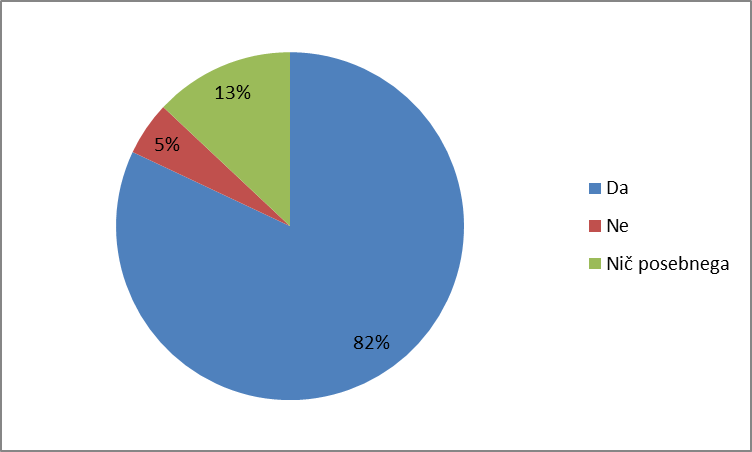 13%
5%
82%
Da
Ne
Nič posebnega